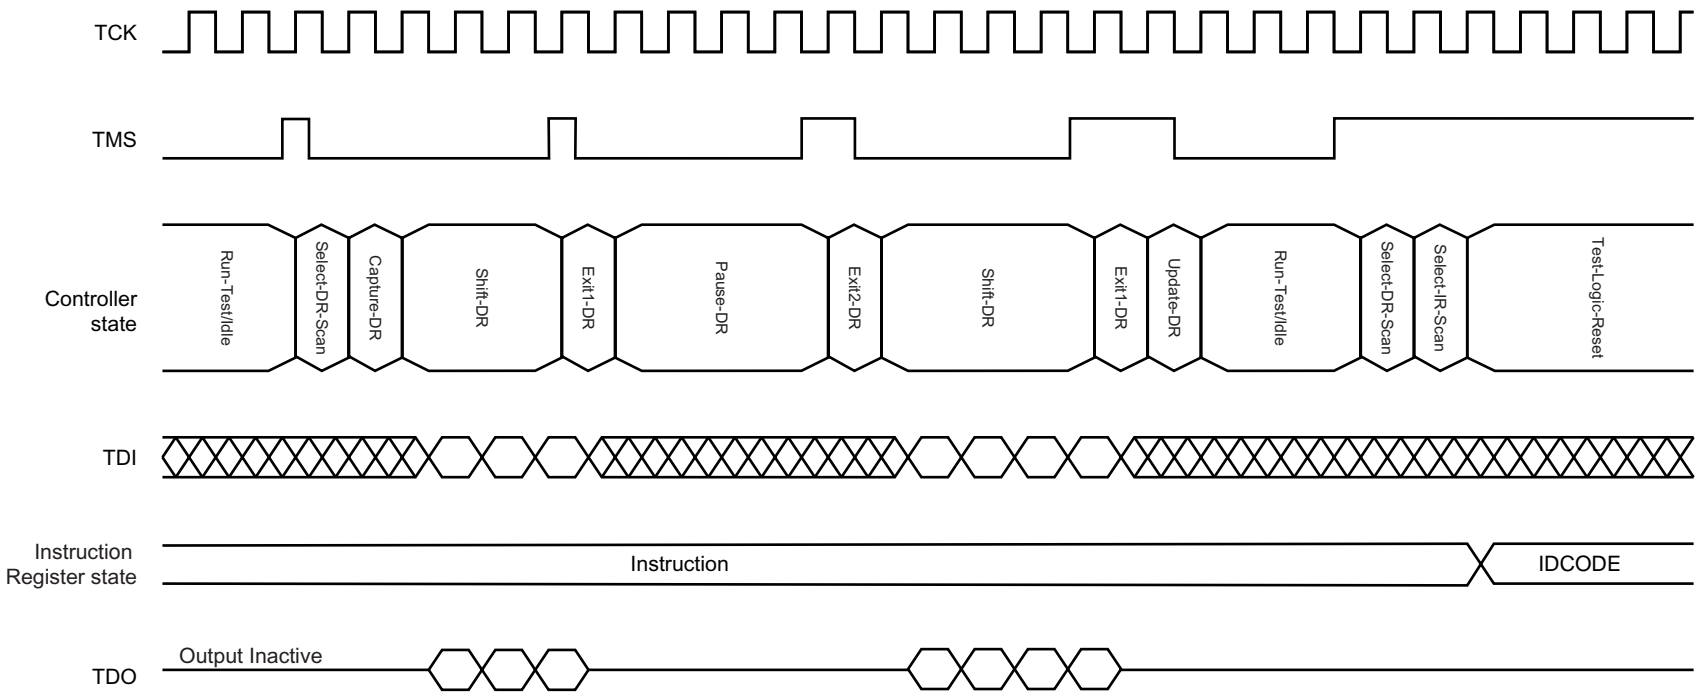 TCK
TMS
Controller
state
Run-Test/Idle
Select-DR-Scan
Capture-DR
Shift-DR
Exit1-DR
Pause-DR
Exit2-DR
Shift-DR
Exit1-DR
Update-DR
Run-Test/Idle
Select-DR-Scan
Select-IR-Scan
Test-Logic-Reset
TDI
Instruction
Register state
Instruction
IDCODE
TDO
Output Inactive